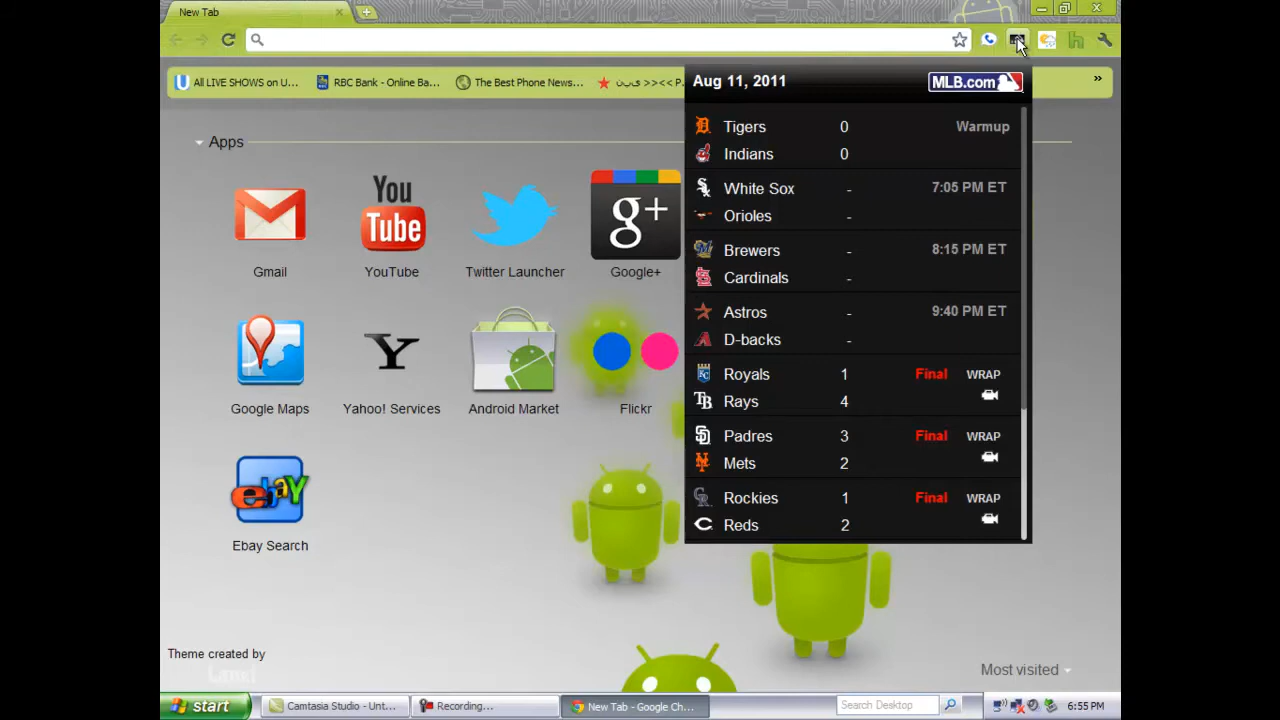 New Tab
All LIVE SHOWS on U...
RBC Bank - Online Ba...
The Best Phone News...
»
Aug 11, 2011
MLB.com
Tigers 0 Warmup
Indians 0
White Sox - 7:05 PM ET
Orioles -
Brewers - 8:15 PM ET
Cardinals -
Astros - 9:40 PM ET
D-backs -
Royals 1 Final WRAP
Rays 4
Padres 3 Final WRAP
Mets 2
Rockies 1 Final WRAP
Reds 2
Apps
You
Tube
g+
Gmail
YouTube
Twitter Launcher
Google+
Y
Google Maps
Yahoo! Services
Android Market
Flickr
ebaY
Ebay Search
Theme created by
Most visited
start
Camtasia Studio - Unt...
Recording...
New Tab - Google Ch...
Search Desktop
6:55 PM